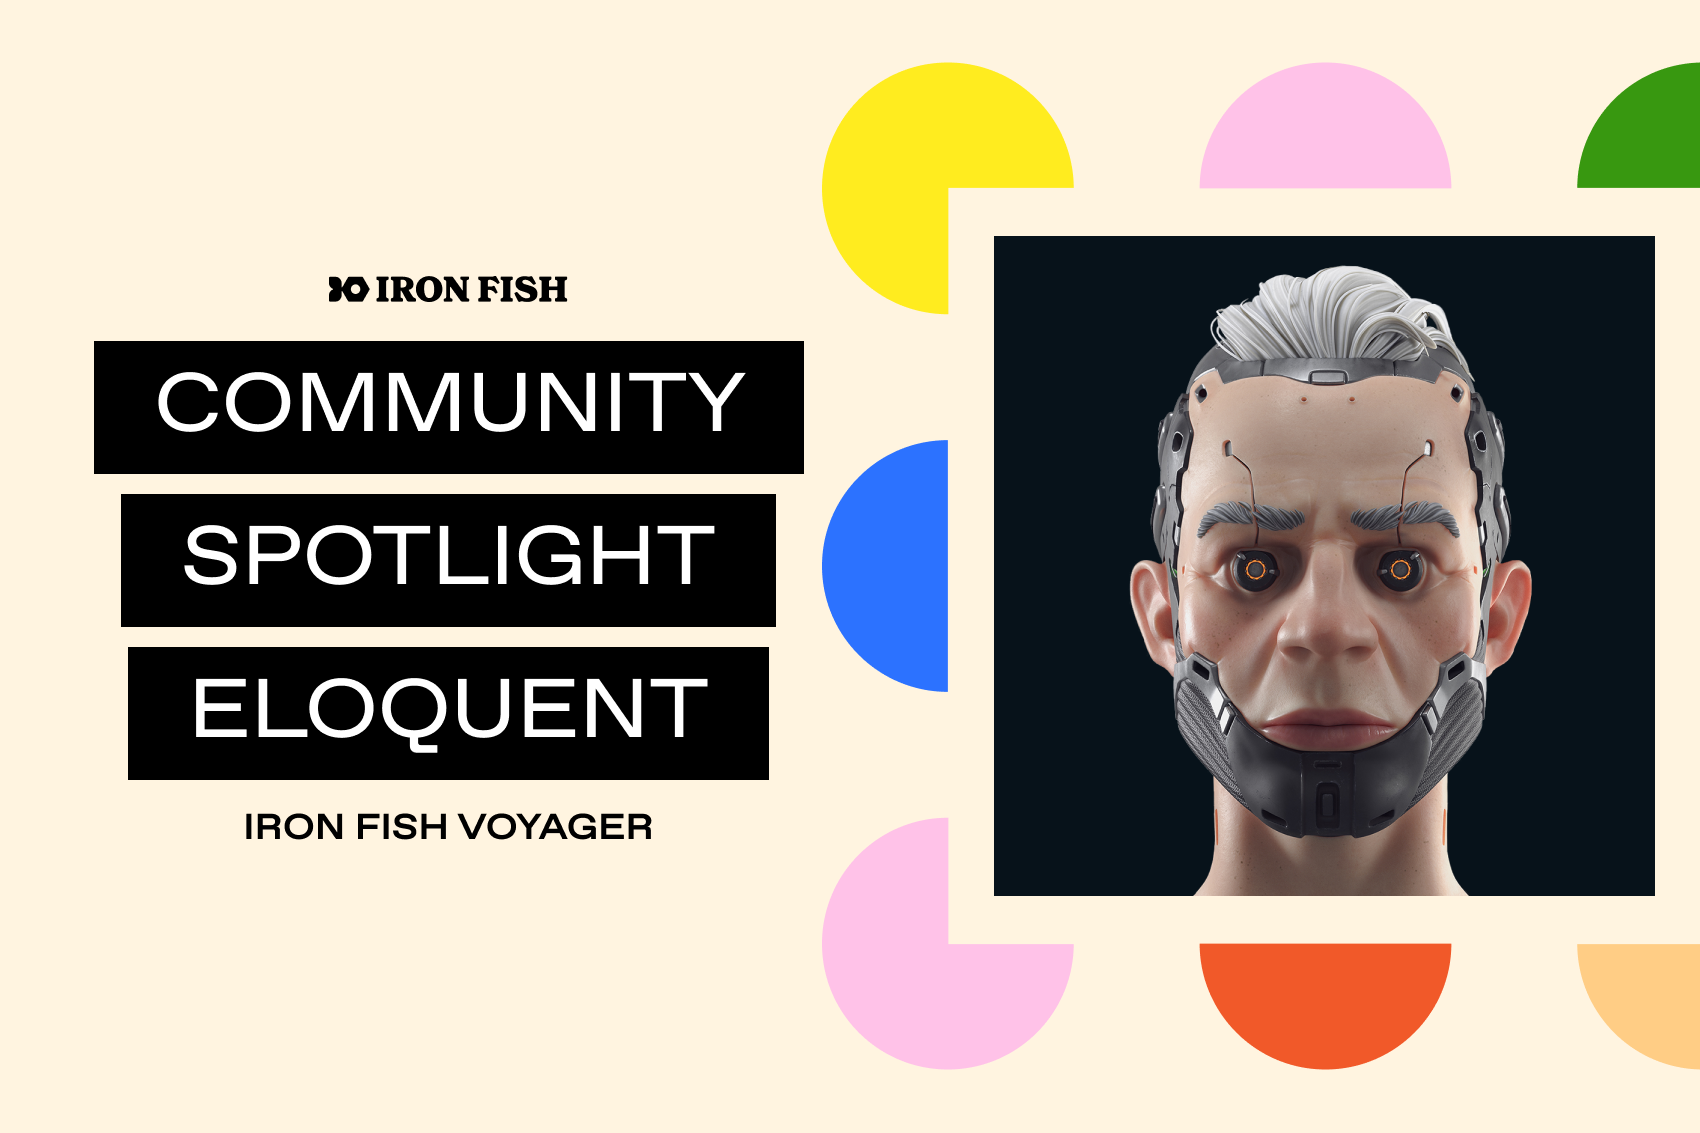 IRON FISH
COMMUNITY
SPOTLIGHT
ELOQUENT
IRON FISH VOYAGER